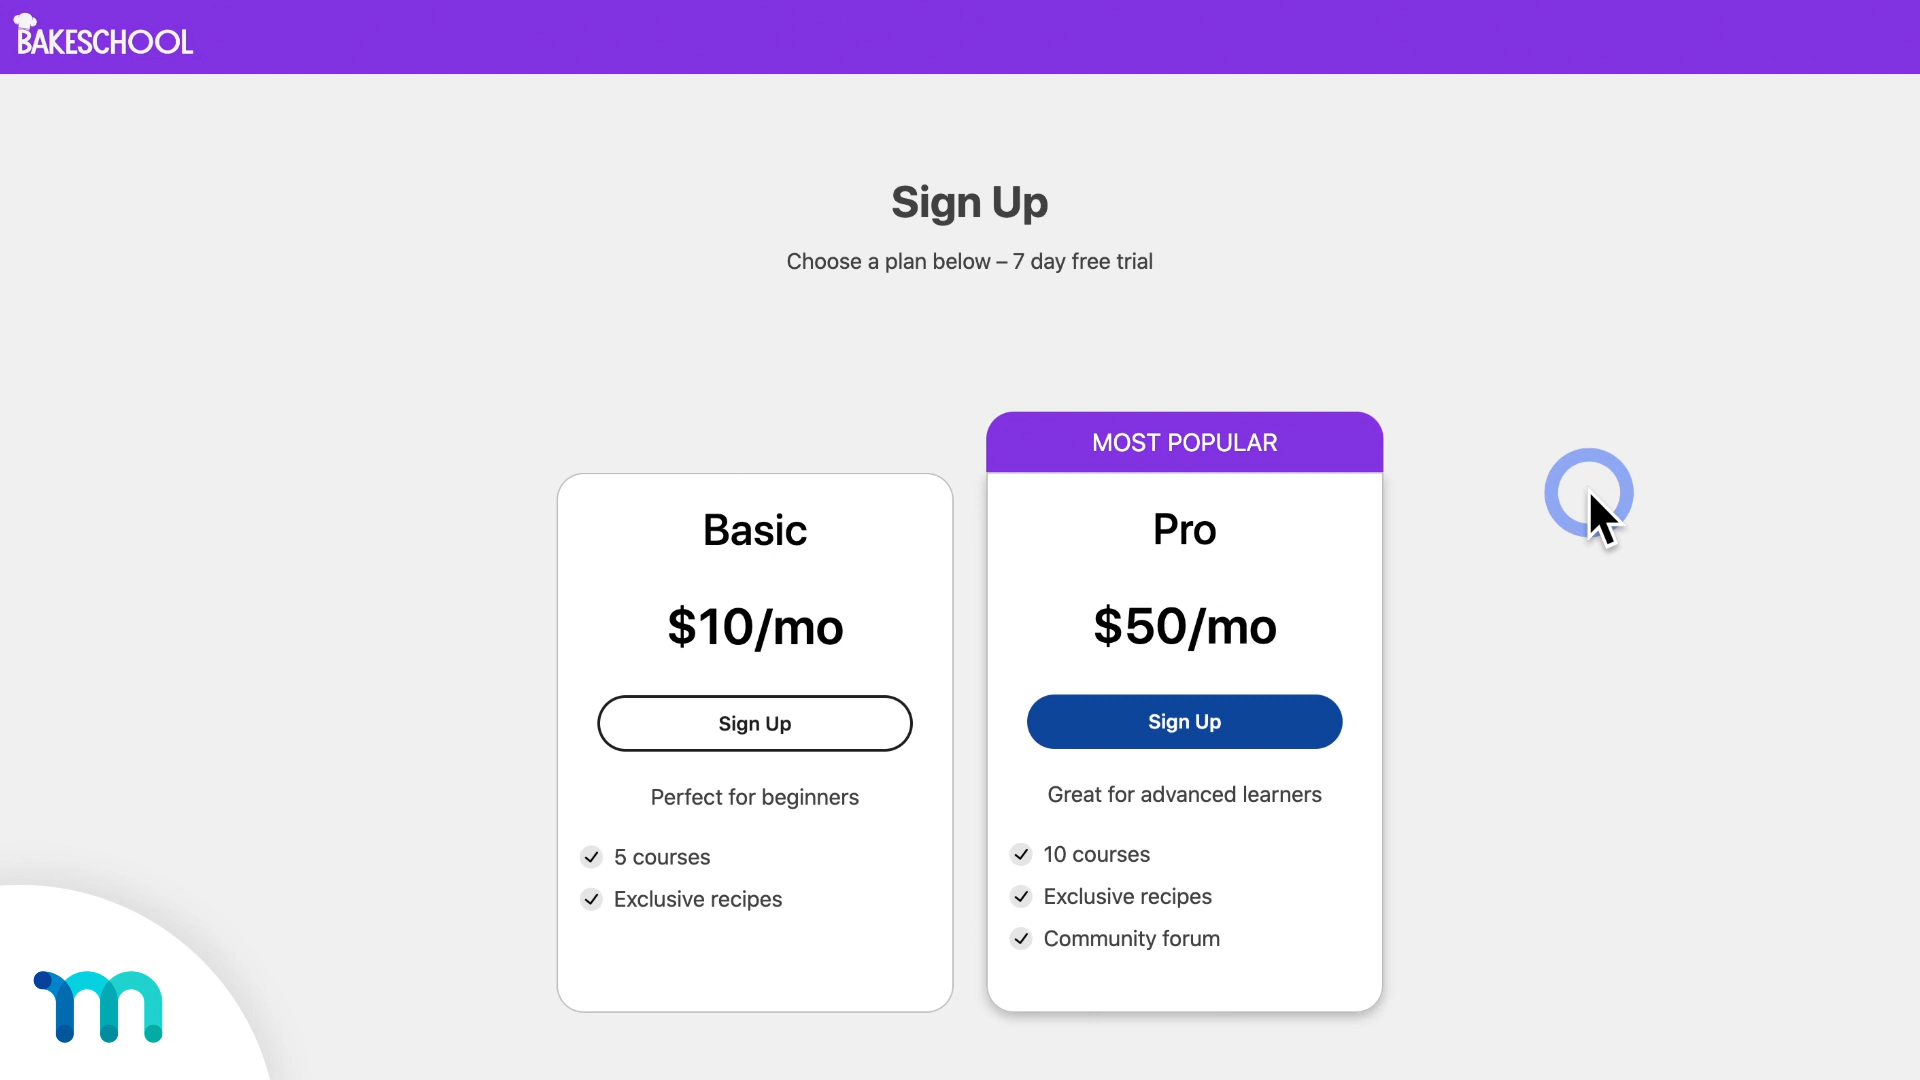 BAKESCHOOL
Sign Up
Choose a plan below – 7 day free trial
Basic
$10/mo
Sign Up
Perfect for beginners
5 courses
Exclusive recipes
MOST POPULAR
Pro
$50/mo
Sign Up
Great for advanced learners
10 courses
Exclusive recipes
Community forum
m